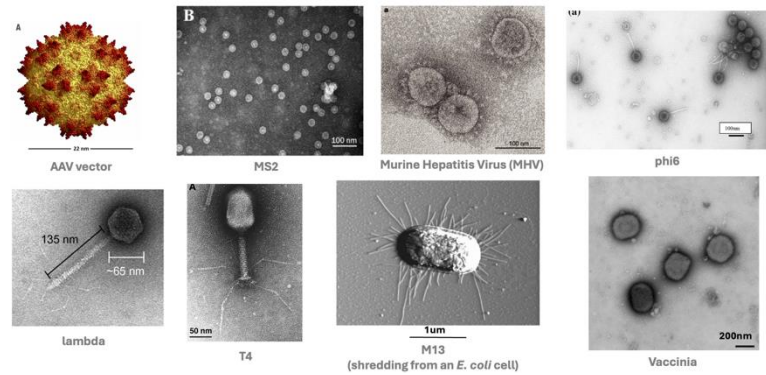 A
22 nm
AAV vector
B
100 nm
MS2
100 nm
Murine Hepatitis Virus (MHV)
(a)
100nm
phi6
135 nm
~65 nm
lambda
A
50 nm
T4
1um
M13
(shredding from an E. coli cell)
200nm
Vaccinia